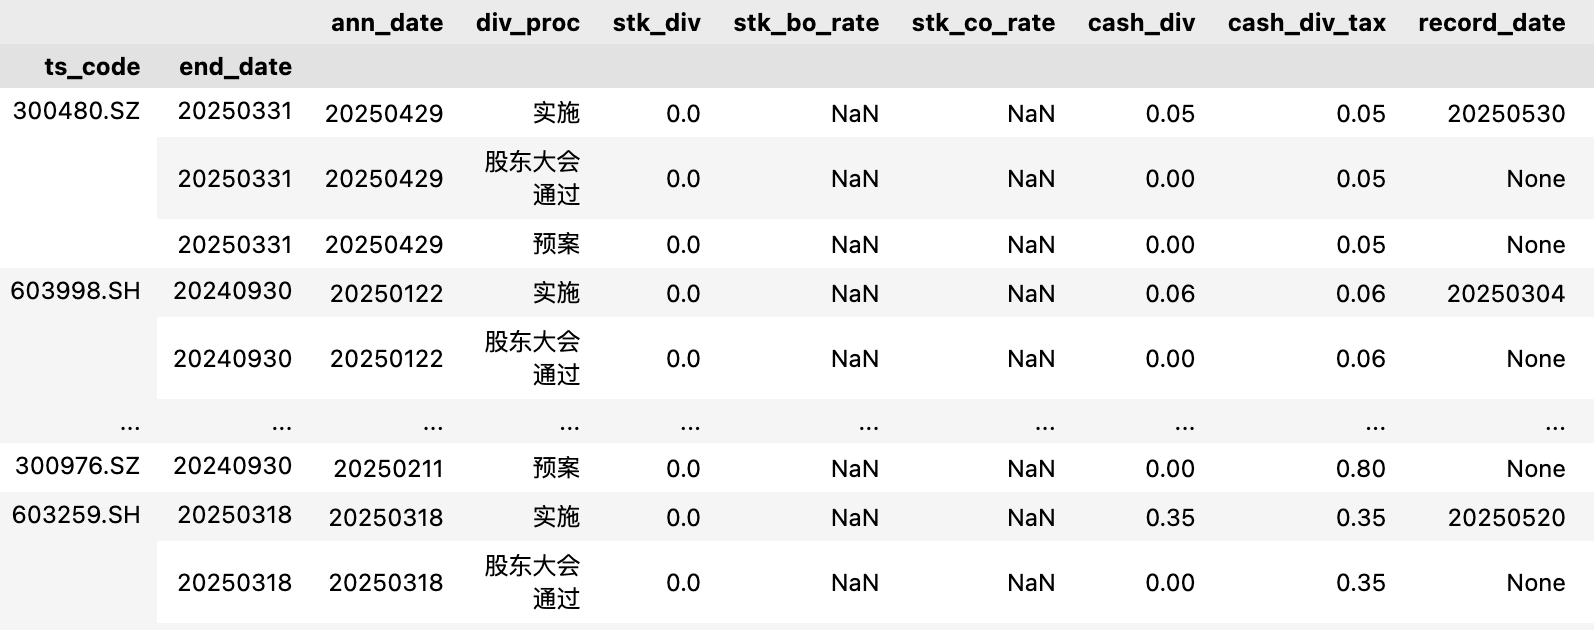 ann_date div_proc stk_div stk_bo_rate stk_co_rate cash_div cash_div_tax record_date
ts_code end_date
300480.SZ 20250331 20250429 实施 0.0 NaN NaN 0.05 0.05 20250530
股东大会
20250331 20250429 0.0 NaN NaN 0.00 0.05 None
通过
20250331 20250429 预案 0.0 NaN NaN 0.00 0.05 None
603998.SH 20240930 20250122 实施 0.0 NaN NaN 0.06 0.06 20250304
股东大会
20240930 20250122 0.0 NaN NaN 0.00 0.06 None
通过
... ... ... ... ... ... ... ... ... ...
300976.SZ 20240930 20250211 预案 0.0 NaN NaN 0.00 0.80 None
603259.SH 20250318 20250318 实施 0.0 NaN NaN 0.35 0.35 20250520
股东大会
20250318 20250318 0.0 NaN NaN 0.00 0.35 None
通过